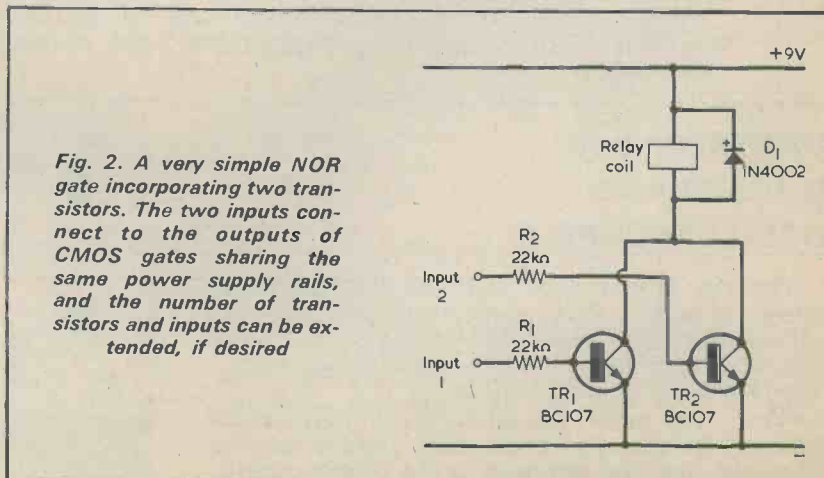 Fig. 2. A very simple NOR
gate incorporating two tran-
sistors. The two inputs con-
nect to the outputs of
CMOS gates sharing the
same power supply rails,
and the number of tran-
sistors and inputs can be ex-
tended, if desired
+9V
Relay
coil
+
D1
IN4002
R2
22kΩ
Input
2
R1
22kΩ
Input
1
TR1
BC107
TR2
BC107
−